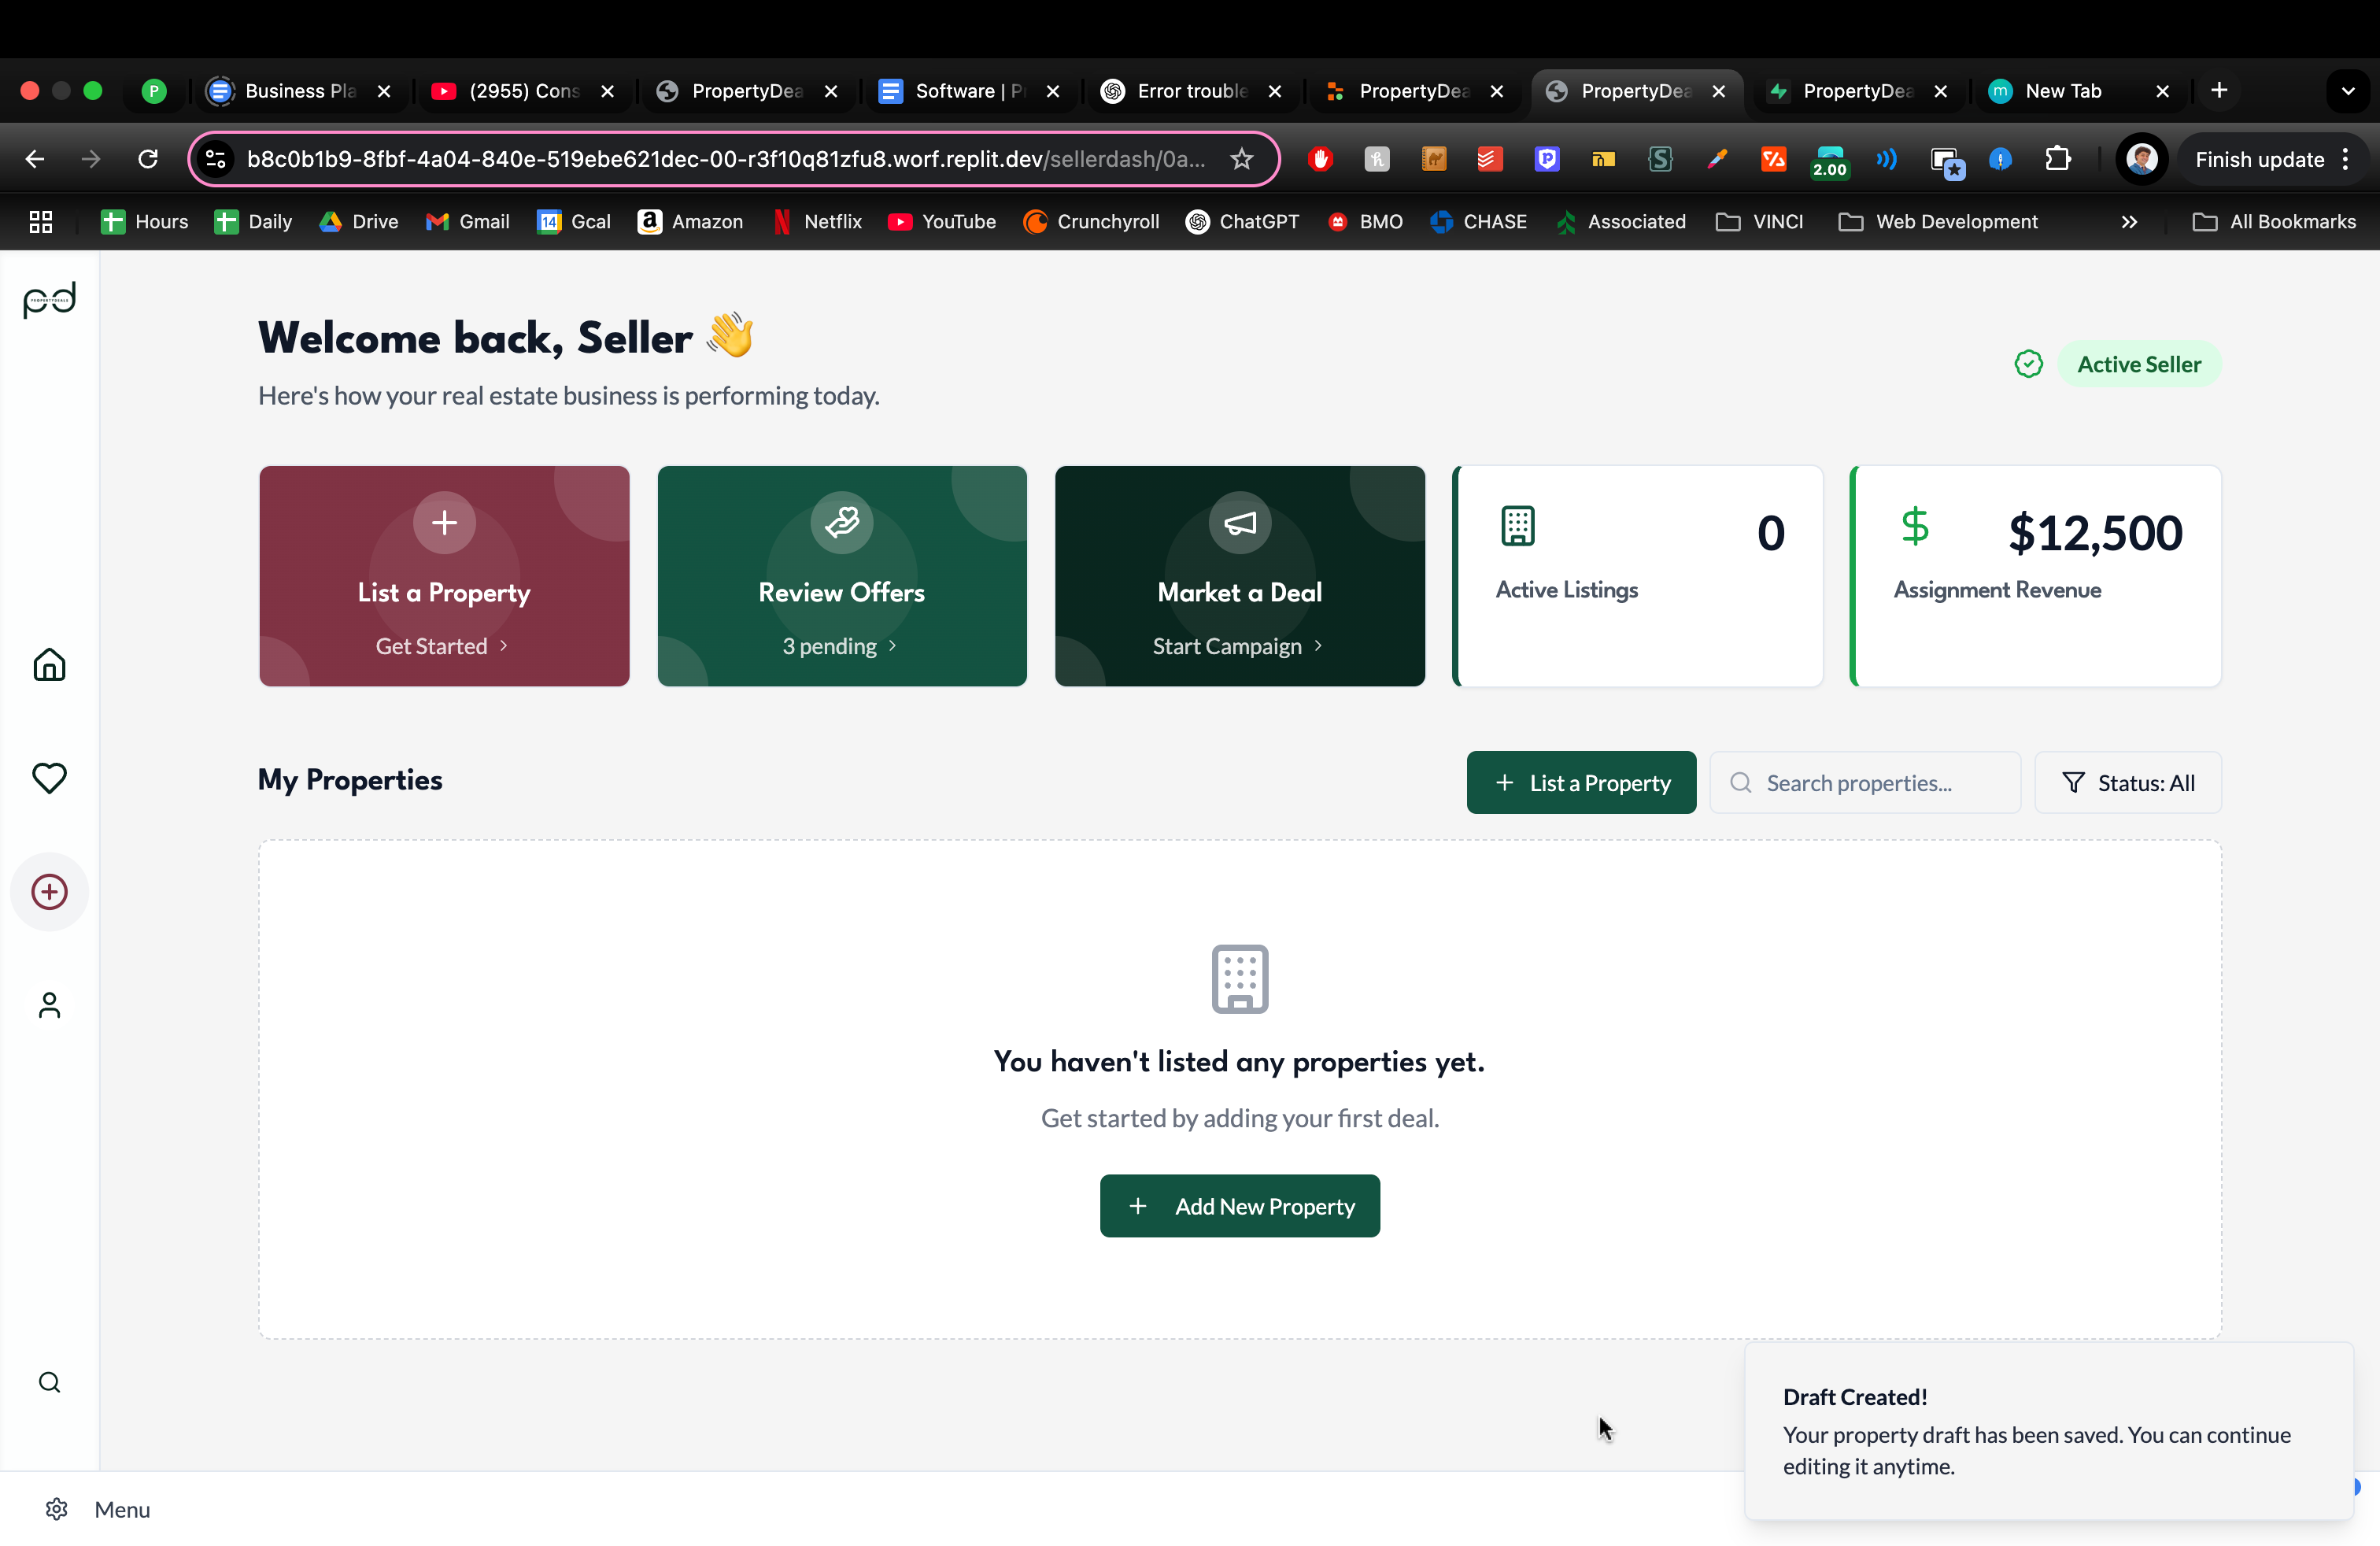 P
Business Pla
(2955) Cons
PropertyDea
Software | P
Error trouble
PropertyDea
PropertyDea
PropertyDea
m
New Tab
b8c0b1b9-8fbf-4a04-840e-519ebe621dec-00-r3f10q81zfu8.worf.replit.dev/sellerdash/0a...
2.00
Finish update
Hours
Daily
Drive
Gmail
14
Gcal
Amazon
Netflix
YouTube
Crunchyroll
ChatGPT
BMO
CHASE
Associated
VINCI
Web Development
All Bookmarks
pd
Welcome back, Seller
Here's how your real estate business is performing today.
Active Seller
List a Property
Get Started
Review Offers
3 pending
Market a Deal
Start Campaign
0
Active Listings
$12,500
Assignment Revenue
My Properties
List a Property
Search properties...
Status: All
You haven't listed any properties yet.
Get started by adding your first deal.
Add New Property
Draft Created!
Your property draft has been saved. You can continue
editing it anytime.
Menu